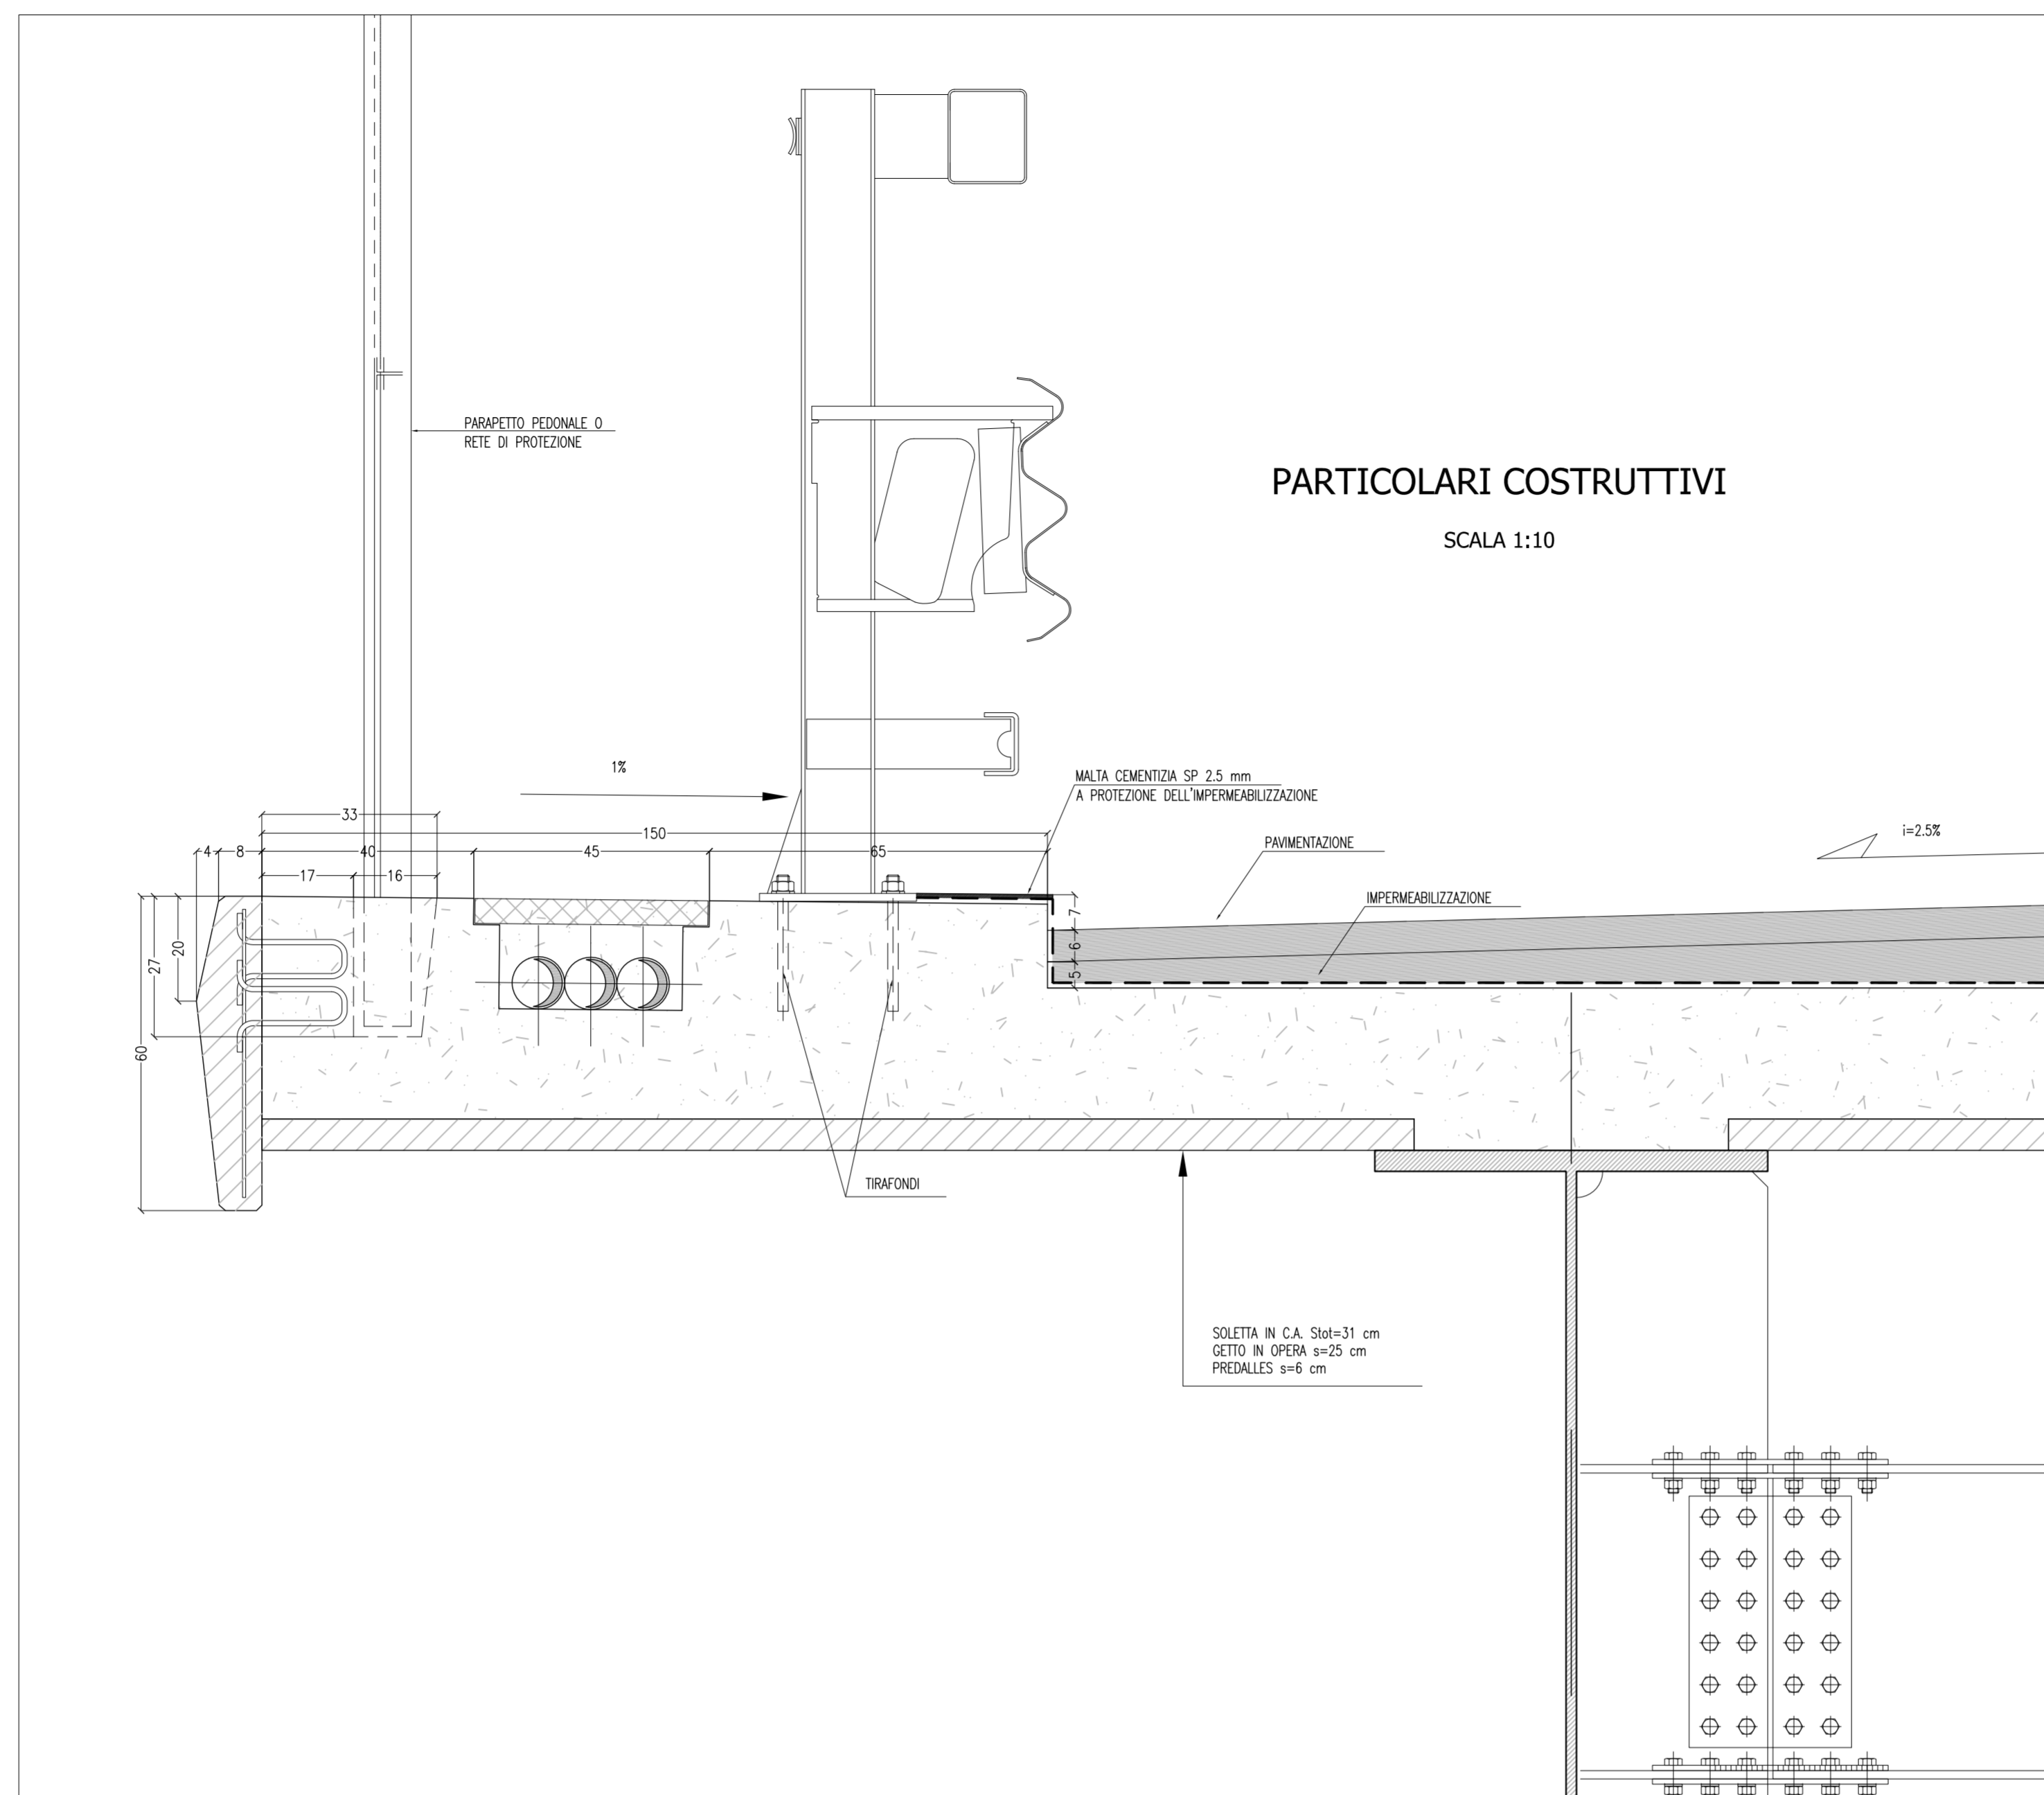 PARAPETTO PEDONALE O
RETE DI PROTEZIONE
PARTICOLARI COSTRUTTIVI
SCALA 1:10
1%
MALTA CEMENTIZIA SP 2.5 mm
A PROTEZIONE DELL'IMPERMEABILIZZAZIONE
33
150
i=2.5%
PAVIMENTAZIONE
4 8 40 45 65
17 16
IMPERMEABILIZZAZIONE
7
6
5
20
27
60
TIRAFONDI
SOLETTA IN C.A. Stot=31 cm
GETTO IN OPERA s=25 cm
PREDALLES s=6 cm